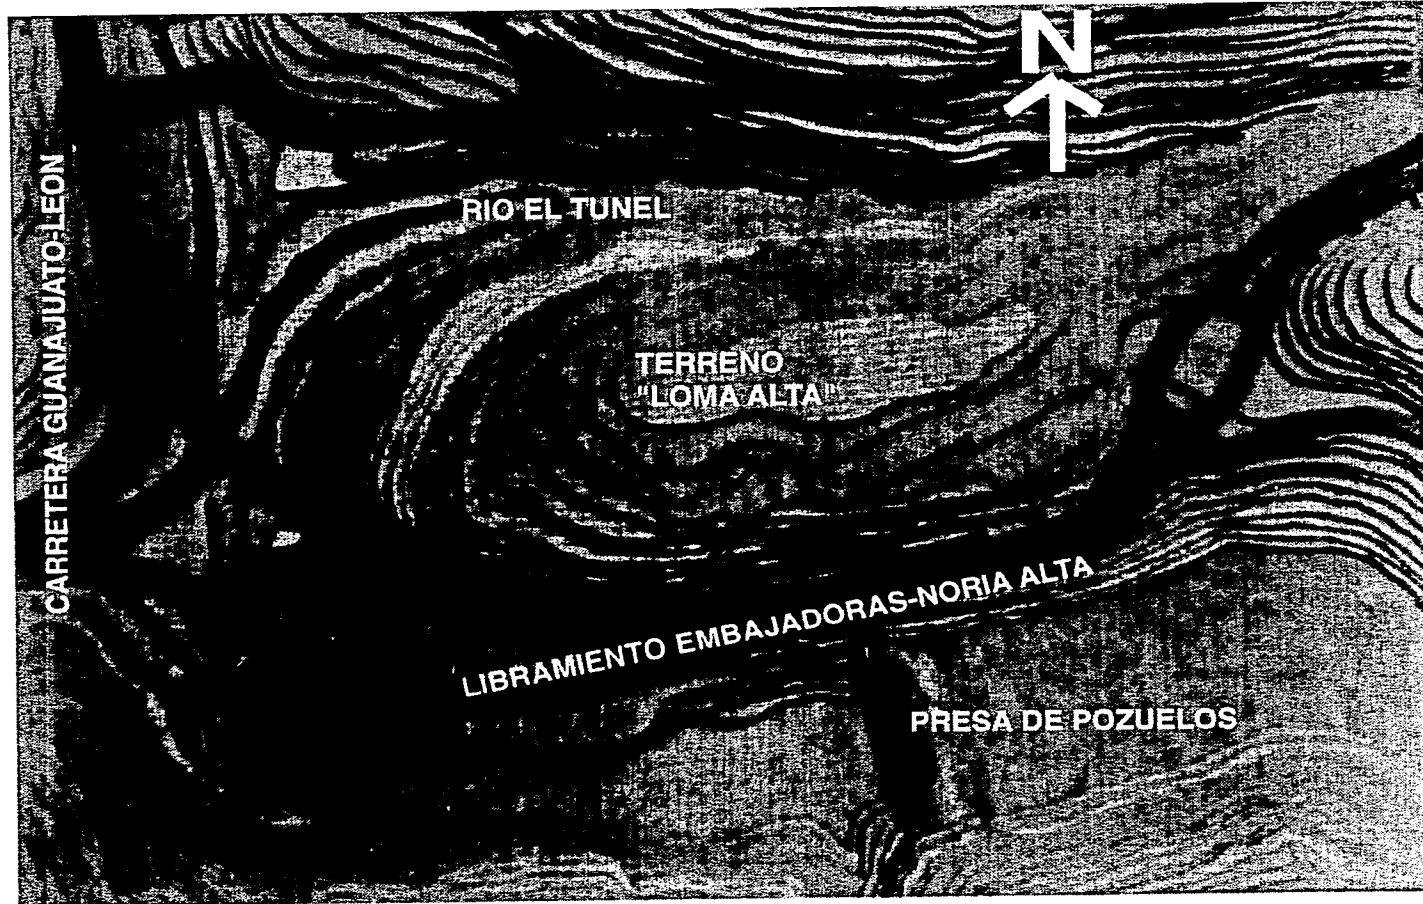 N
CARRETERA GUANAJUATO-LEON
RIO EL TUNEL
TERRENO
"LOMA ALTA"
LIBRAMIENTO EMBAJADORAS-NORIA ALTA
PRESA DE POZUELOS